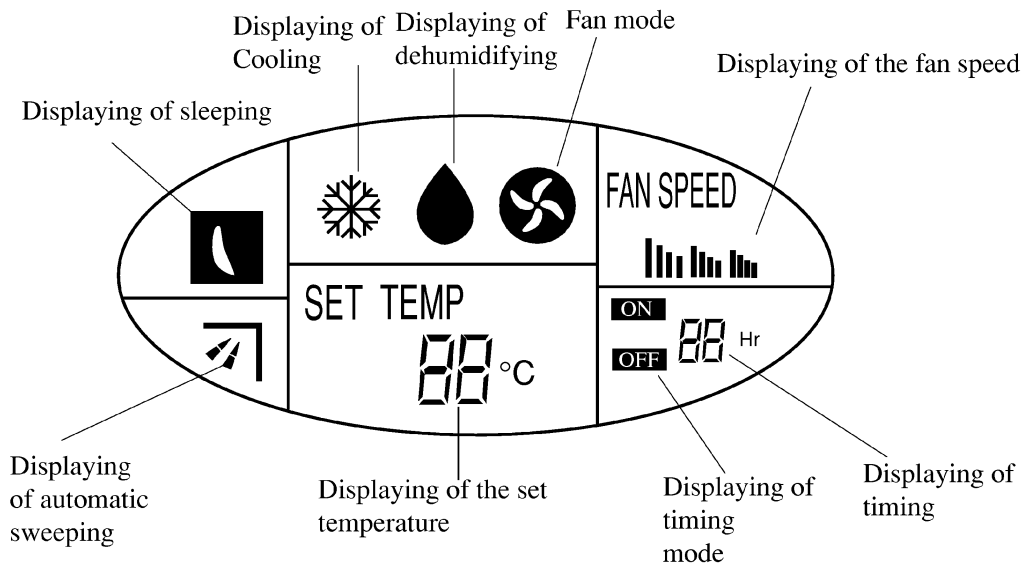 Displaying of
Cooling
Displaying of
dehumidifying
Fan mode
Displaying of the fan speed
Displaying of sleeping
FAN SPEED
SET TEMP
88 °C
ON
OFF
88 Hr
Displaying
of automatic
sweeping
Displaying of the set
temperature
Displaying of
timing
mode
Displaying of
timing